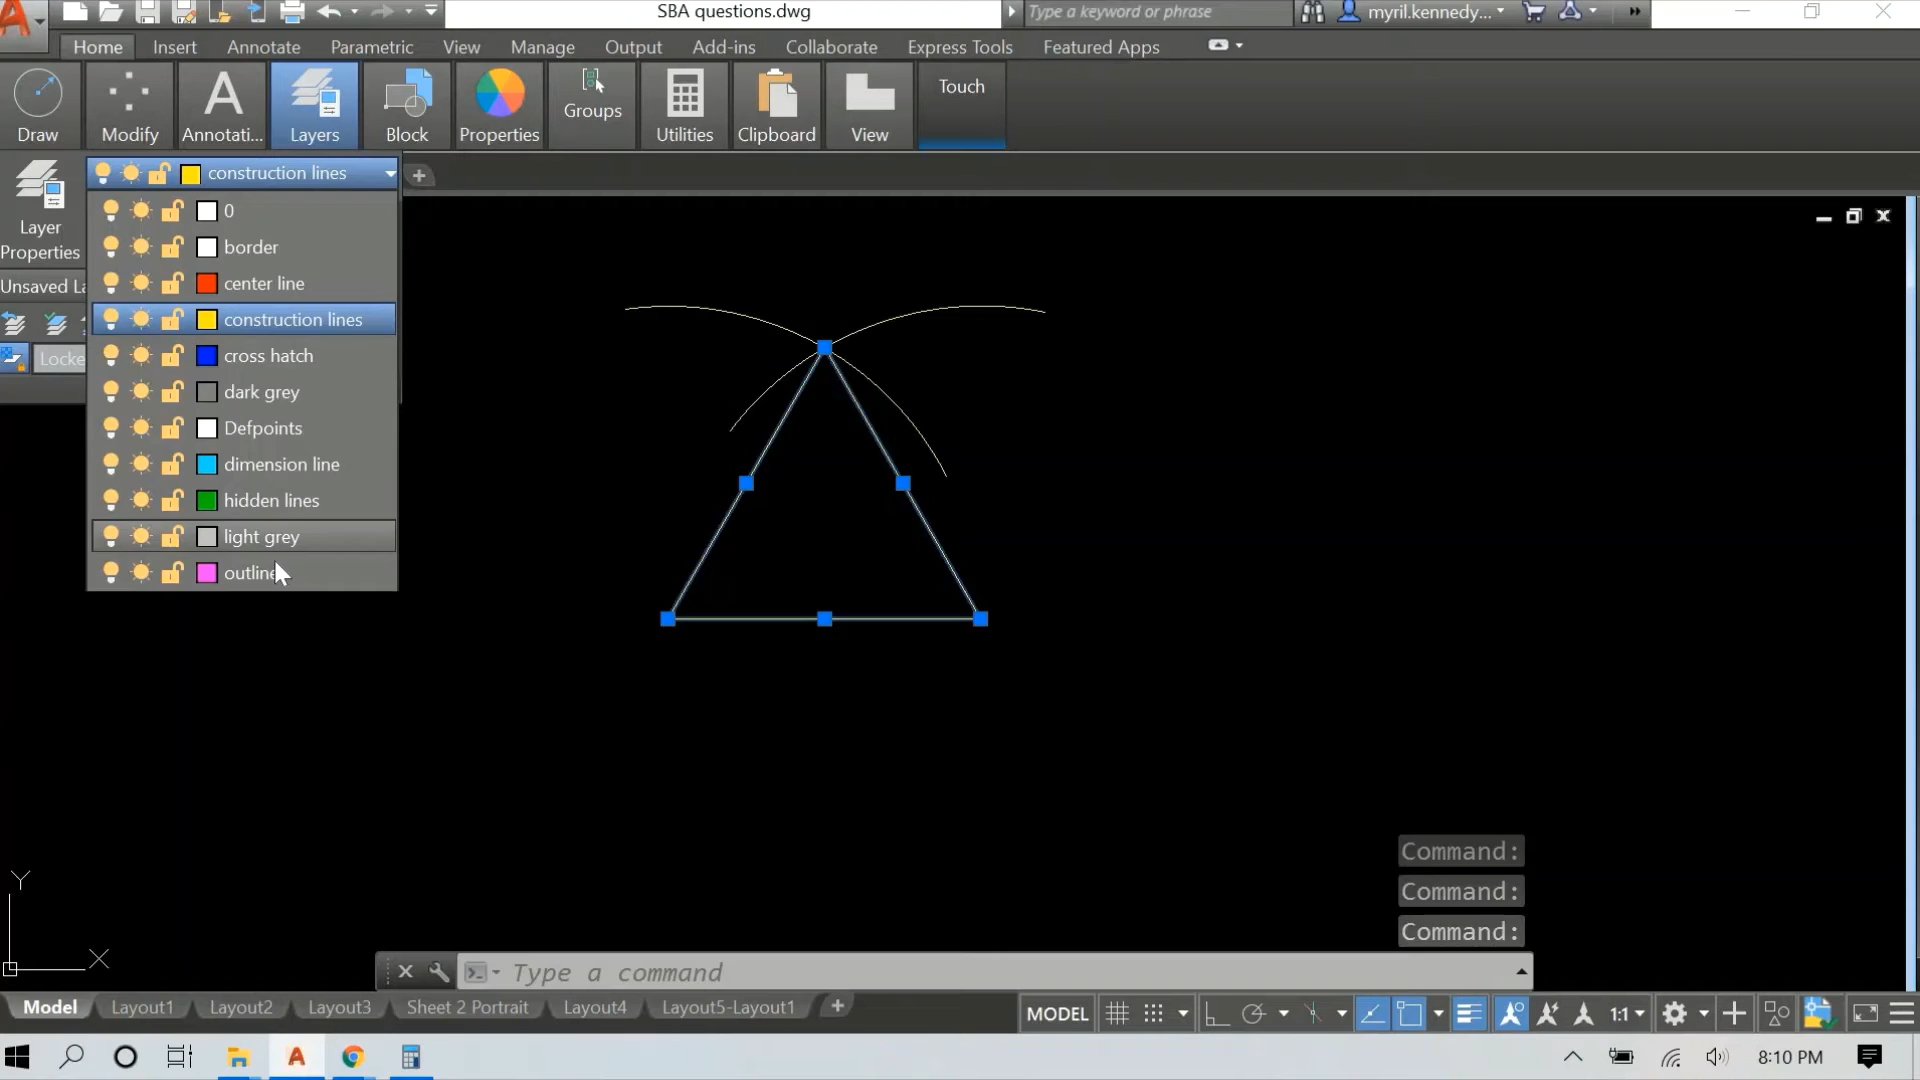 SBA questions.dwg
Type a keyword or phrase
myril.kennedy...
Home Insert Annotate Parametric View Manage Output Add-ins Collaborate Express Tools Featured Apps
Draw
Modify
Annotati...
Layers
Block
Properties
Groups
Utilities
Clipboard
View
Touch
construction lines
Layer
Properties
Unsaved La
Locke
0
border
center line
construction lines
cross hatch
dark grey
Defpoints
dimension line
hidden lines
light grey
outline
Y
X
Command:
Command:
Command:
Type a command
Model Layout1 Layout2 Layout3 Sheet 2 Portrait Layout4 Layout5-Layout1
MODEL
1:1
8:10 PM